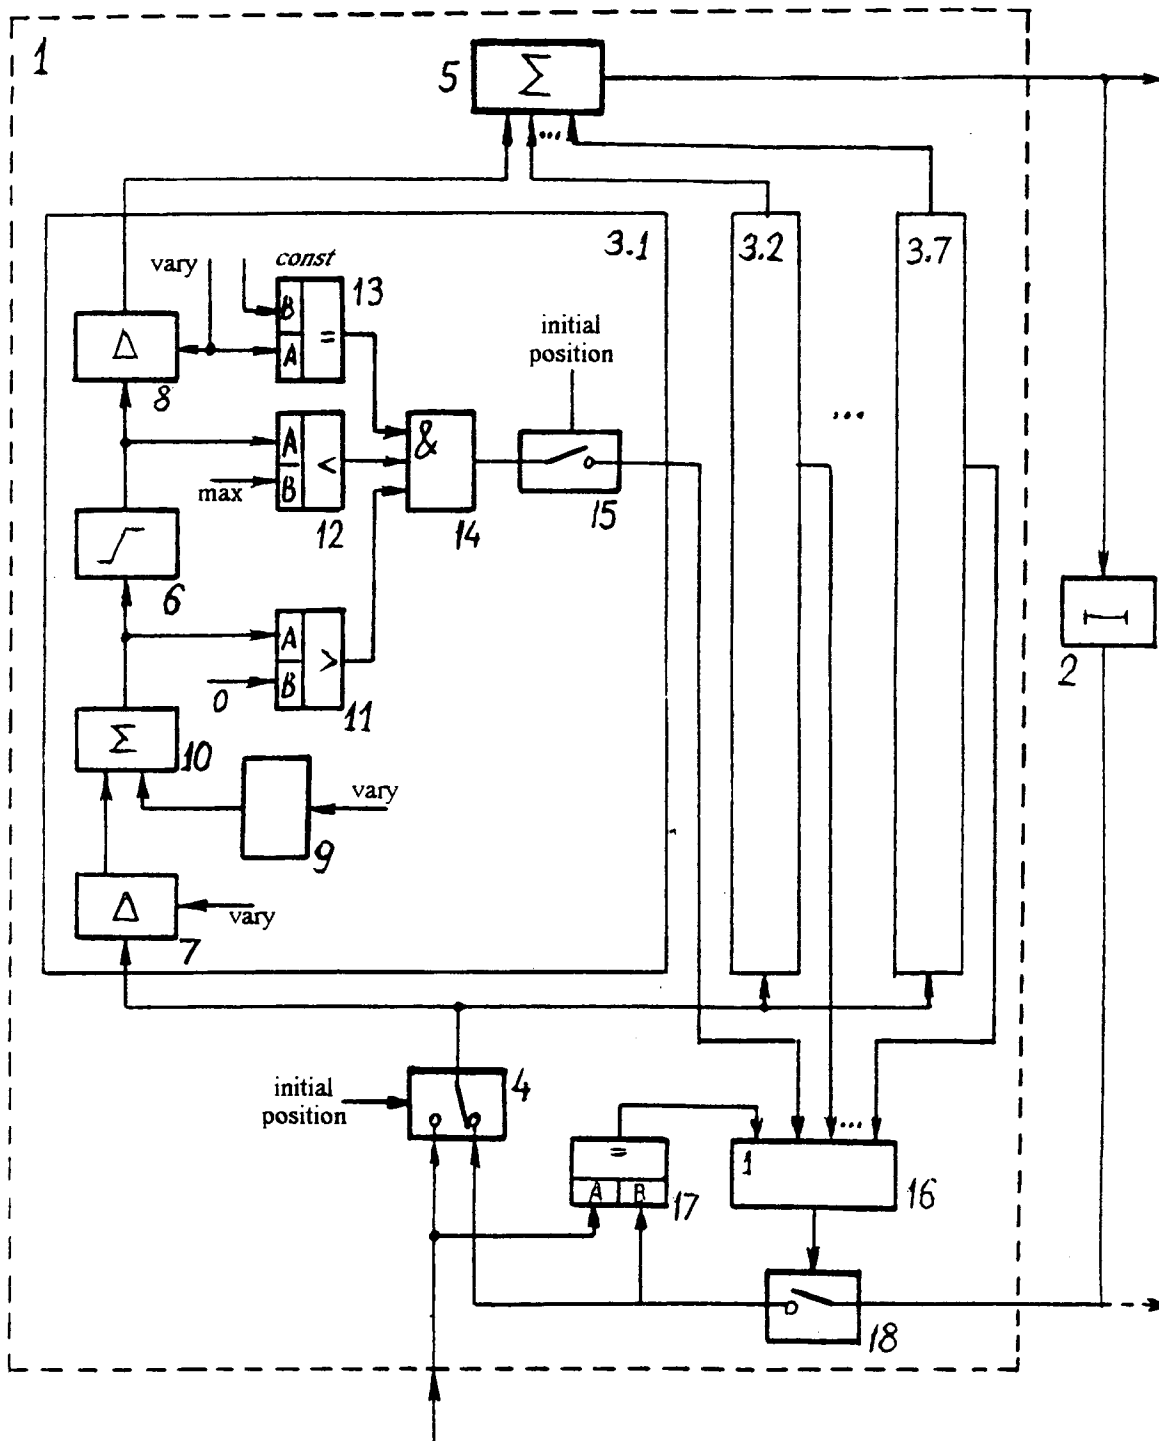 1
5
Σ
3.1
3.2
3.7
const
vary
B
13
=
A
Δ
8
initial
position
...
A
<
B
max
12
&
14
15
6
A
>
B
0
11
2
Σ
10
vary
9
Δ
vary
7
initial
position
4
...
=
A B
17
1
16
18